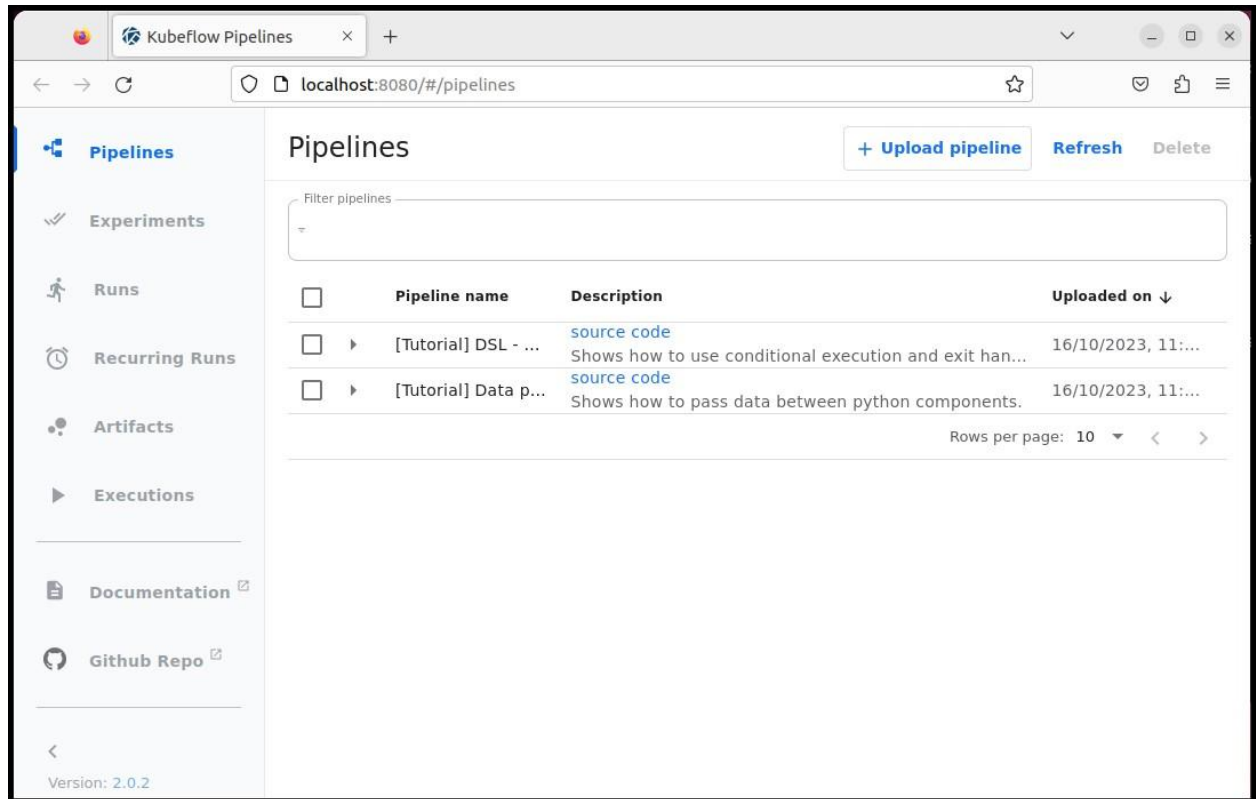 Kubeflow Pipelines
localhost:8080/#/pipelines
Pipelines
Experiments
Runs
Recurring Runs
Artifacts
Executions
Documentation
Github Repo
Version: 2.0.2
Pipelines
+ Upload pipeline Refresh Delete
Filter pipelines
Pipeline name Description Uploaded on
[Tutorial] DSL - ... source code 16/10/2023, 11:...
Shows how to use conditional execution and exit han...
[Tutorial] Data p... source code 16/10/2023, 11:...
Shows how to pass data between python components.
Rows per page: 10